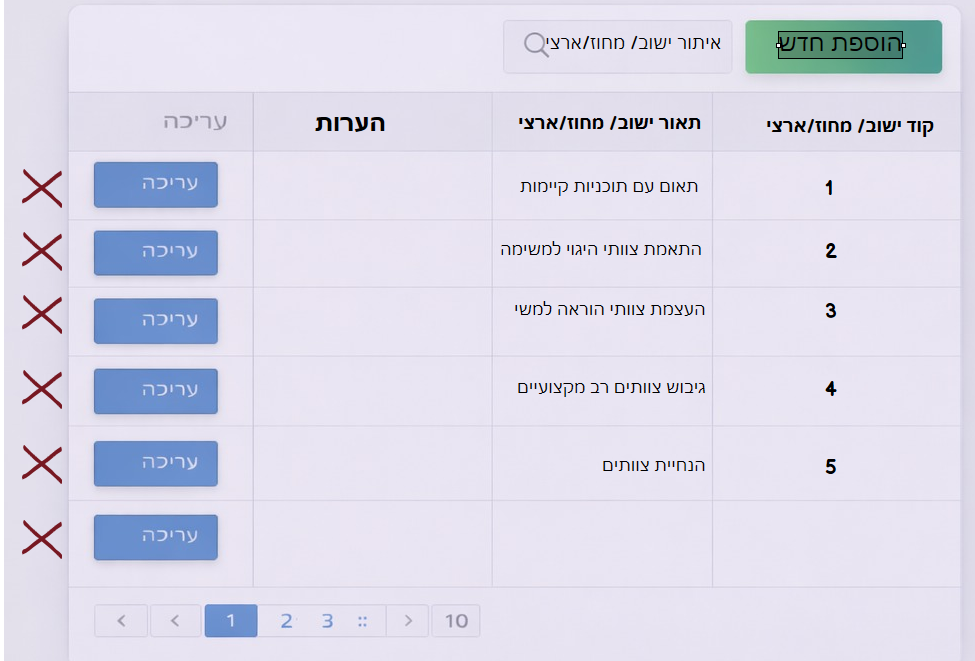 הוספת חדש
איתור ישוב/ מחוז/ארצי
קוד ישוב/ מחוז/ארצי תאור ישוב/ מחוז/ארצי הערות עריכה
1 תאום עם תוכניות קיימות עריכה
2 התאמת צוותי היגוי למשימה עריכה
3 העצמת צוותי הוראה למשי עריכה
4 גיבוש צוותים רב מקצועיים עריכה
5 הנחיית צוותים עריכה
עריכה
< < 1 2 3 :: > 10